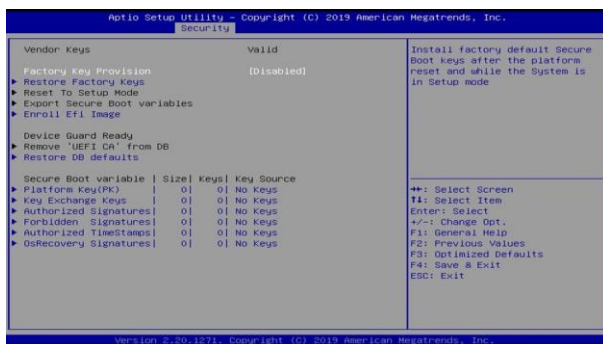 Aptio Setup Utility – Copyright (C) 2019 American Megatrends, Inc.
Security
Vendor Keys Valid
Factory Key Provision [Disabled]
Restore Factory Keys
Reset To Setup Mode
Export Secure Boot variables
Enroll Efi Image
Device Guard Ready
Remove 'UEFI CA' from DB
Restore DB defaults
Secure Boot variable | Size| Keys| Key Source
Platform Key(PK) | 0| 0| No Keys
Key Exchange Keys | 0| 0| No Keys
Authorized Signatures| 0| 0| No Keys
Forbidden Signatures| 0| 0| No Keys
Authorized TimeStamps| 0| 0| No Keys
OsRecovery Signatures| 0| 0| No Keys
Install factory default Secure
Boot keys after the platform
reset and while the System is
in Setup mode
→←: Select Screen
↑↓: Select Item
Enter: Select
+/-: Change Opt.
F1: General Help
F2: Previous Values
F3: Optimized Defaults
F4: Save & Exit
ESC: Exit
Version 2.20.1271. Copyright (C) 2019 American Megatrends, Inc.